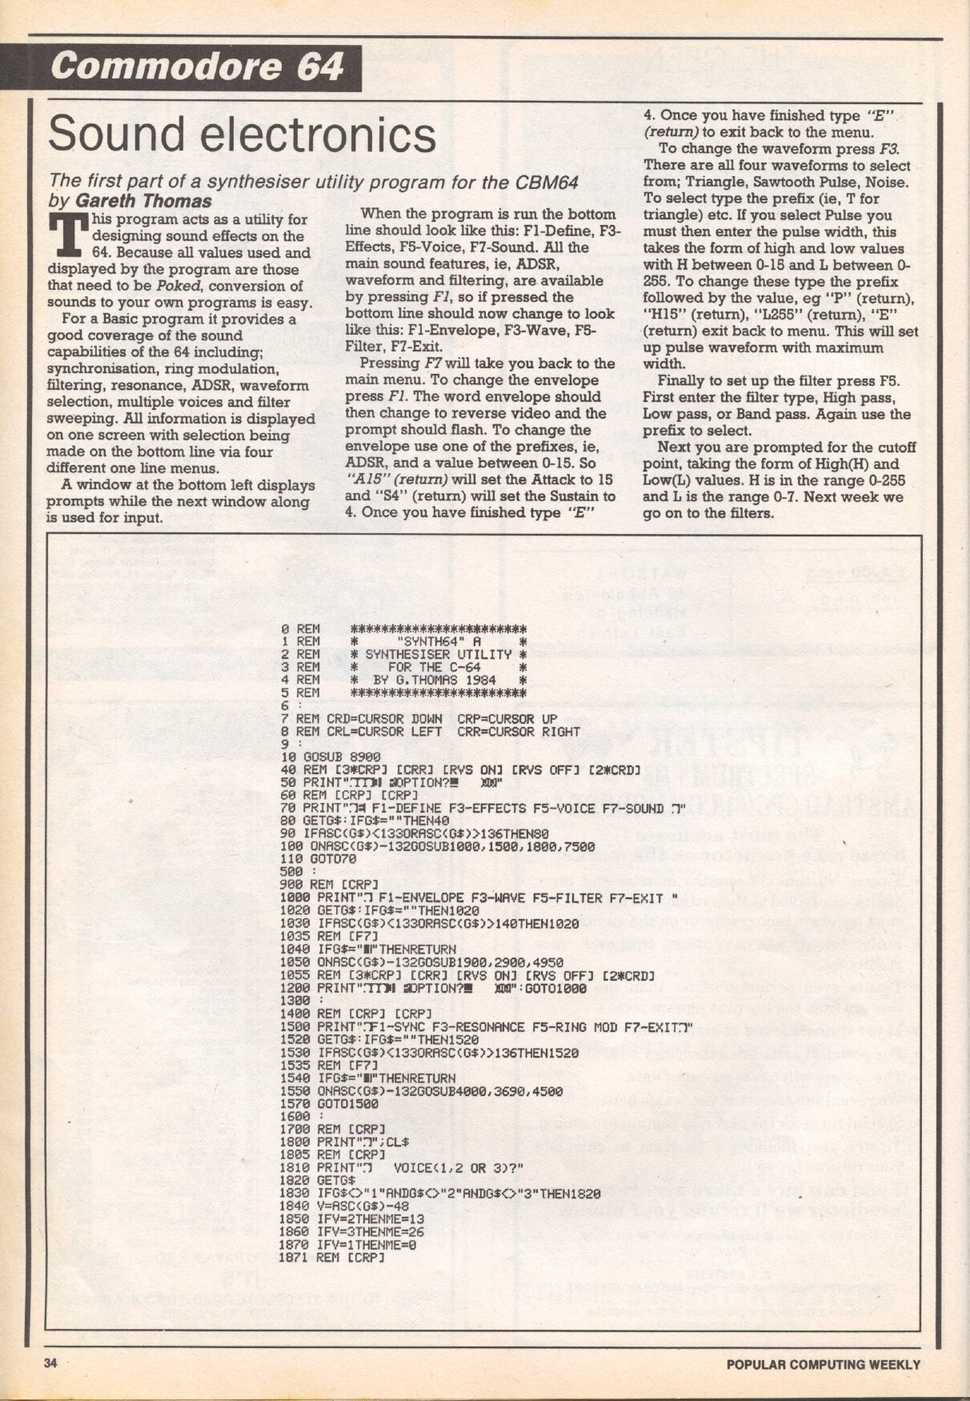 Commodore 64
Sound electronics
The first part of a synthesiser utility program for the CBM64
by Gareth Thomas
This program acts as a utility for
designing sound effects on the
64. Because all values used and
displayed by the program are those
that need to be Poked, conversion of
sounds to your own programs is easy.
For a Basic program it provides a
good coverage of the sound
capabilities of the 64 including;
synchronisation, ring modulation,
filtering, resonance, ADSR, waveform
selection, multiple voices and filter
sweeping. All information is displayed
on one screen with selection being
made on the bottom line via four
different one line menus.
A window at the bottom left displays
prompts while the next window along
is used for input.
When the program is run the bottom
line should look like this: F1-Define, F3-
Effects, F5-Voice, F7-Sound. All the
main sound features, ie, ADSR,
waveform and filtering, are available
by pressing F1, so if pressed the
bottom line should now change to look
like this: F1-Envelope, F3-Wave, F5-
Filter, F7-Exit.
Pressing F7 will take you back to the
main menu. To change the envelope
press F1. The word envelope should
then change to reverse video and the
prompt should flash. To change the
envelope use one of the prefixes, ie,
ADSR, and a value between 0-15. So
"A15" (return) will set the Attack to 15
and "S4" (return) will set the Sustain to
4. Once you have finished type "E"
4. Once you have finished type "E"
(return) to exit back to the menu.
To change the waveform press F3.
There are all four waveforms to select
from; Triangle, Sawtooth Pulse, Noise.
To select type the prefix (ie, T for
triangle) etc. If you select Pulse you
must then enter the pulse width, this
takes the form of high and low values
with H between 0-15 and L between 0-
255. To change these type the prefix
followed by the value, eg "P" (return),
"H15" (return), "L255" (return), "E"
(return) exit back to menu. This will set
up pulse waveform with maximum
width.
Finally to set up the filter press F5.
First enter the filter type, High pass,
Low pass, or Band pass. Again use the
prefix to select.
Next you are prompted for the cutoff
point, taking the form of High(H) and
Low(L) values. H is in the range 0-255
and L is the range 0-7. Next week we
go on to the filters.
0 REM ***********************
1 REM * "SYNTH64" A *
2 REM * SYNTHESISER UTILITY *
3 REM * FOR THE C-64 *
4 REM * BY G.THOMAS 1984 *
5 REM ***********************
6 :
7 REM CRD=CURSOR DOWN CRP=CURSOR UP
8 REM CRL=CURSOR LEFT CRR=CURSOR RIGHT
9 :
10 GOSUB 8900
40 REM [3*CRP] [CRR] [RVS ON] [RVS OFF] [2*CRD]
50 PRINT" OPTION? "
60 REM [CRP] [CRP]
70 PRINT" F1-DEFINE F3-EFFECTS F5-VOICE F7-SOUND "
80 GETG$:IFG$=""THEN40
90 IFASC(G$)<133ORASC(G$)>136THEN80
100 ONASC(G$)-132GOSUB1000,1500,1800,7500
110 GOTO70
500 :
900 REM [CRP]
1000 PRINT" F1-ENVELOPE F3-WAVE F5-FILTER F7-EXIT "
1020 GETG$:IFG$=""THEN1020
1030 IFASC(G$)<133ORASC(G$)>140THEN1020
1035 REM [F7]
1040 IFG$=" "THENRETURN
1050 ONASC(G$)-132GOSUB1900,2900,4950
1055 REM [3*CRP] [CRR] [RVS ON] [RVS OFF] [2*CRD]
1200 PRINT" OPTION? ":GOTO1000
1300 :
1400 REM [CRP] [CRP]
1500 PRINT" F1-SYNC F3-RESONANCE F5-RING MOD F7-EXIT "
1520 GETG$:IFG$=""THEN1520
1530 IFASC(G$)<133ORASC(G$)>136THEN1520
1535 REM [F7]
1540 IFG$=" "THENRETURN
1550 ONASC(G$)-132GOSUB4000,3690,4500
1570 GOTO1500
1600 :
1700 REM [CRP]
1800 PRINT" ";CL$
1805 REM [CRP]
1810 PRINT" VOICE(1,2 OR 3)?"
1820 GETG$
1830 IFG$<>"1"ANDG$<>"2"ANDG$<>"3"THEN1820
1840 V=ASC(G$)-48
1850 IFV=2THENME=13
1860 IFV=3THENME=26
1870 IFV=1THENME=0
1871 REM [CRP]
34
POPULAR COMPUTING WEEKLY